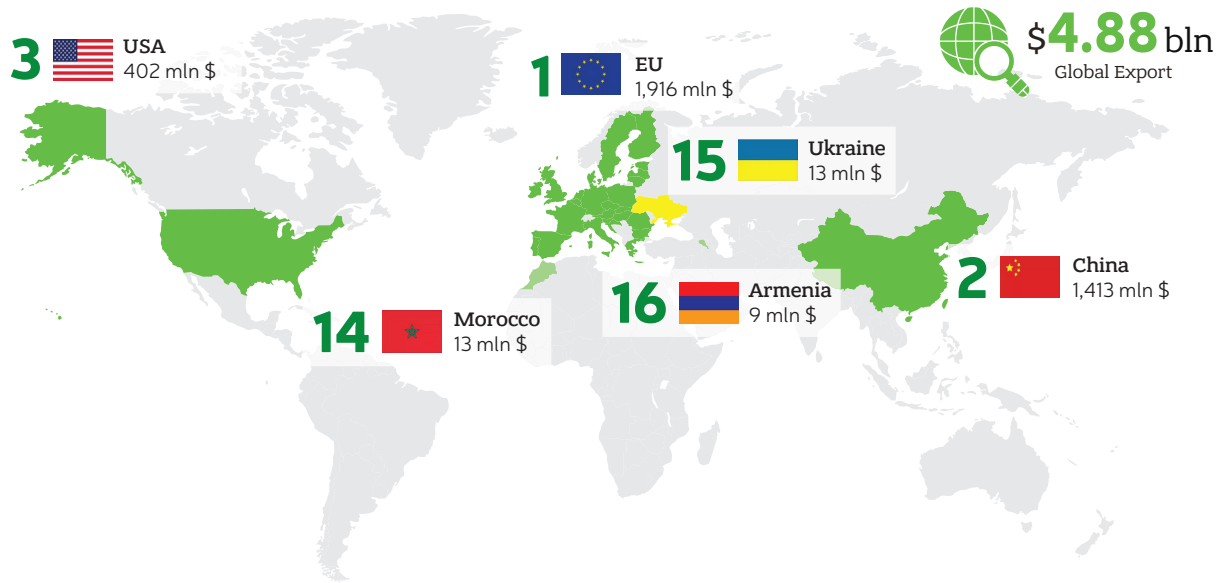 3
USA
402 mln $
1
EU
1,916 mln $
$4.88 bln
Global Export
15
Ukraine
13 mln $
2
China
1,413 mln $
16
Armenia
9 mln $
14
Morocco
13 mln $